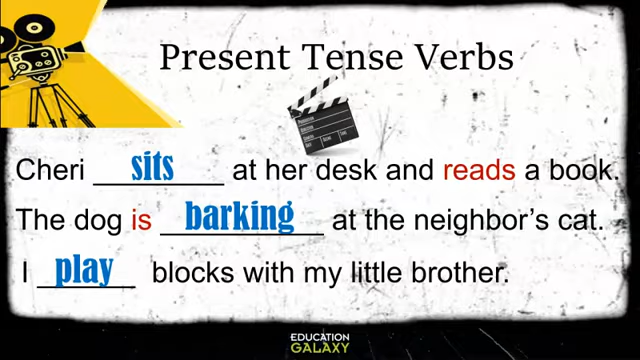 Present Tense Verbs
Cheri sits at her desk and reads a book.
The dog is barking at the neighbor's cat.
I play blocks with my little brother.
EDUCATION
GALAXY